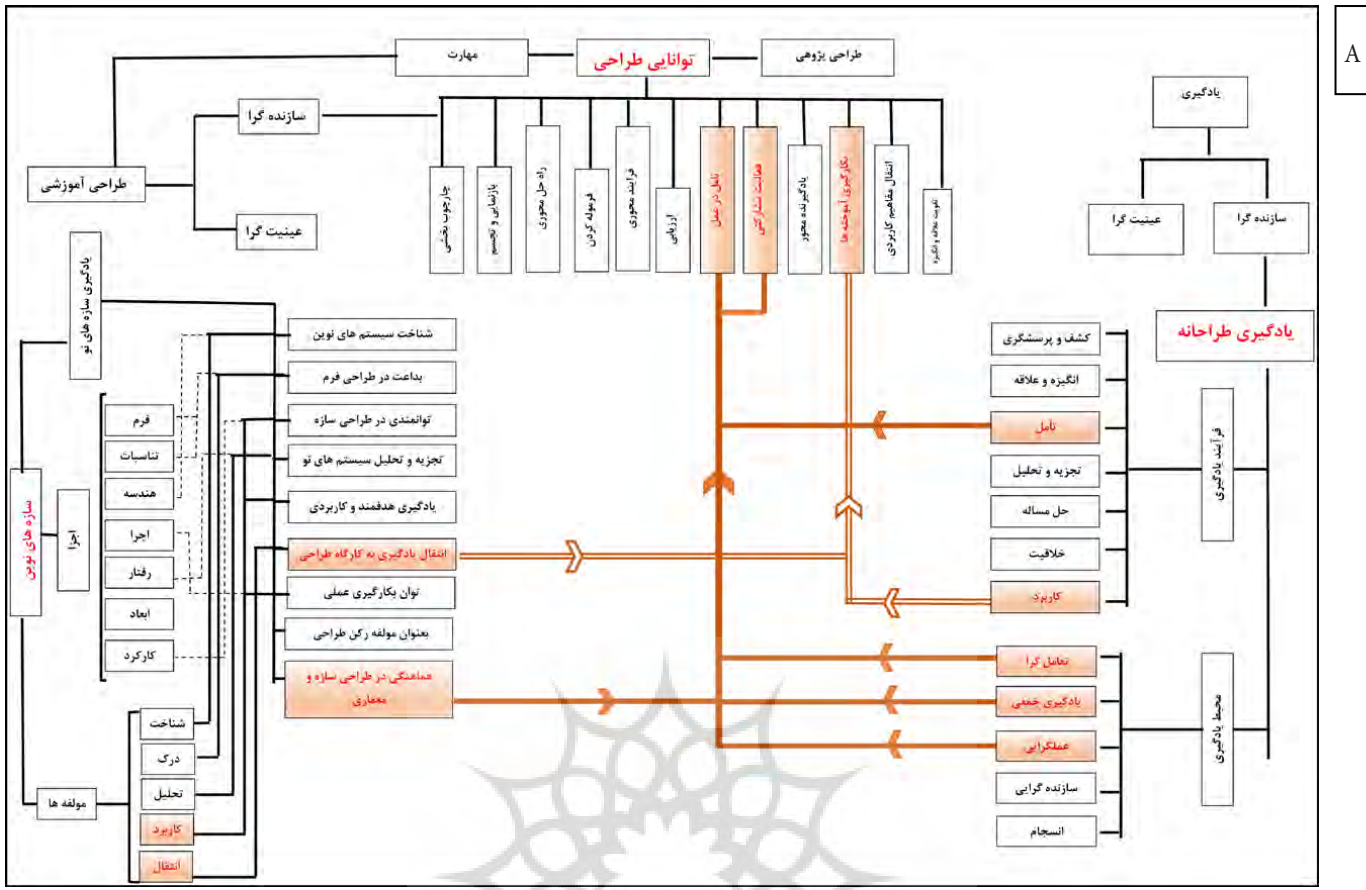 A
طراحی پژوهی
توانایی طراحی
مهارت
یادگیری
سازنده گرا
عینیت گرا
یادگیری طراحانه
سازنده گرا
طراحی آموزشی
عینیت گرا
تقویت علاقه و انگیزه
انتقال مفاهیم کاربردی
بکارگیری آموخته ها
یادگیرنده محور
فعالیت مشارکتی
تامل در عمل
ارزیابی
فرایند محوری
فرموله کردن
راه حل محوری
بازنمایی و تجسم
چارچوب بخشی
فرآیند یادگیری
کشف و پرسشگری
انگیزه و علاقه
تأمل
تجزیه و تحلیل
حل مساله
خلاقیت
کاربرد
محیط یادگیری
تعامل گرا
یادگیری جمعی
عملگرایی
سازنده گرایی
انسجام
یادگیری سازه های نو
شناخت سیستم های نوین
بداعت در طراحی فرم
توانمندی در طراحی سازه
تجزیه و تحلیل سیستم های نو
یادگیری هدفمند و کاربردی
انتقال یادگیری به کارگاه طراحی
توان بکارگیری عملی
بعنوان مولفه رکن طراحی
هماهنگی در طراحی سازه و
معماری
سازه های نوین
اجزا
فرم
تناسبات
هندسه
اجرا
رفتار
ابعاد
کارکرد
مولفه ها
شناخت
درک
تحلیل
کاربرد
انتقال